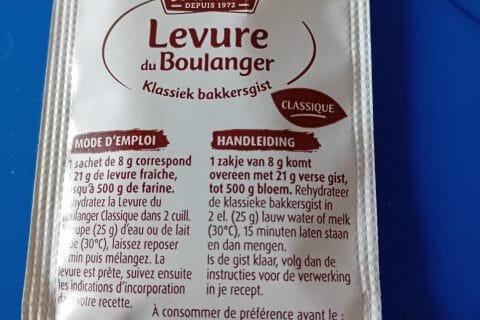 DEPUIS 1972
Levure
du Boulanger
Klassiek bakkersgist
CLASSIQUE
MODE D'EMPLOI
1 sachet de 8 g correspond
21 g de levure fraîche,
jusqu'à 500 g de farine.
Réhydratez la Levure du
Boulanger Classique dans 2 cuill.
soupe (25 g) d'eau ou de lait
(30°C), laissez reposer
min puis mélangez. La
levure est prête, suivez ensuite
les indications d'incorporation
votre recette.
HANDLEIDING
1 zakje van 8 g komt
overeen met 21 g verse gist,
tot 500 g bloem. Rehydrateer
de klassieke bakkersgist in
2 el. (25 g) lauw water of melk
(30°C), 15 minuten laten staan
en dan mengen.
Is de gist klaar, volg dan de
instructies voor de verwerking
in je recept.
À consommer de préférence avant le :